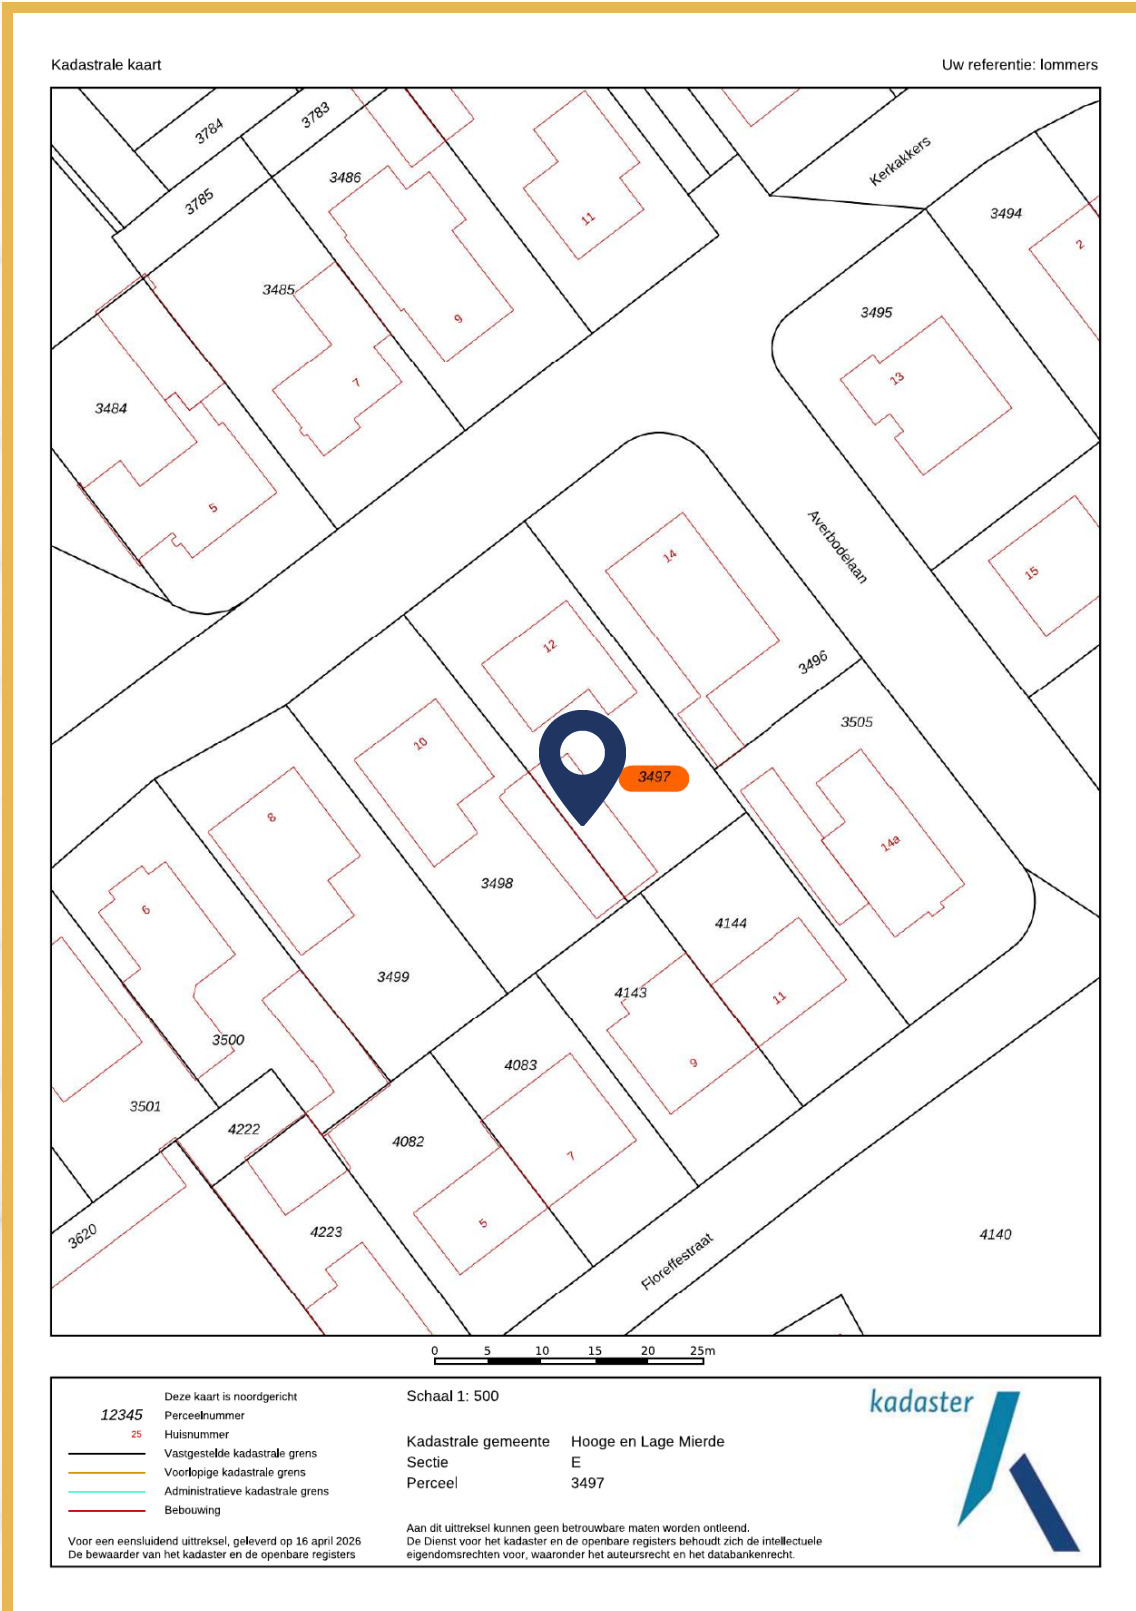 Kadastrale kaart
Uw referentie: lommers
3784
3783
3785
3486
11
Kerkakkers
3494
2
3485
9
3495
7
13
3484
5
Averbodelaan
14
15
12
3496
3505
10
3497
8
14a
3498
6
4144
3499
4143
11
3500
4083
9
3501
4222
4082
7
5
3620
4223
Floreffestraat
4140
0 5 10 15 20 25m
Deze kaart is noordgericht
12345 Perceelnummer
25 Huisnummer
Vastgestelde kadastrale grens
Voorlopige kadastrale grens
Administratieve kadastrale grens
Bebouwing
Voor een eensluidend uittreksel, geleverd op 16 april 2026
De bewaarder van het kadaster en de openbare registers
Schaal 1: 500
Kadastrale gemeente Hooge en Lage Mierde
Sectie E
Perceel 3497
Aan dit uittreksel kunnen geen betrouwbare maten worden ontleend.
De Dienst voor het kadaster en de openbare registers behoudt zich de intellectuele
eigendomsrechten voor, waaronder het auteursrecht en het databankenrecht.
kadaster